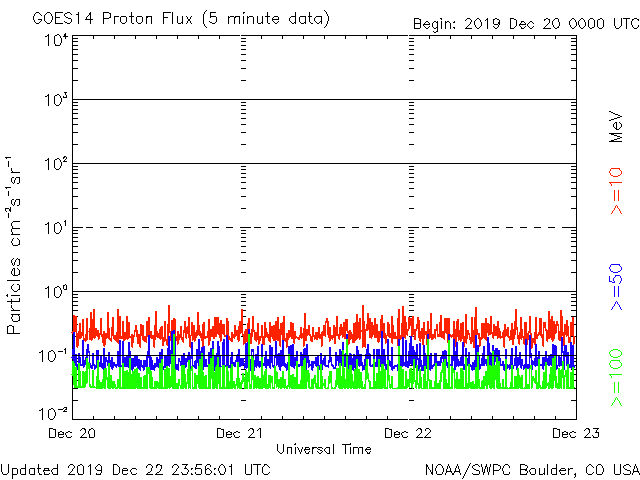 GOES14 Proton Flux (5 minute data)
Begin: 2019 Dec 20 0000 UTC
Particles cm⁻²s⁻¹sr⁻¹
10⁴
10³
10²
10¹
10⁰
10⁻¹
10⁻²
MeV
>=10
>=50
>=100
Dec 20 Dec 21 Dec 22 Dec 23
Universal Time
Updated 2019 Dec 22 23:56:01 UTC
NOAA/SWPC Boulder, CO USA